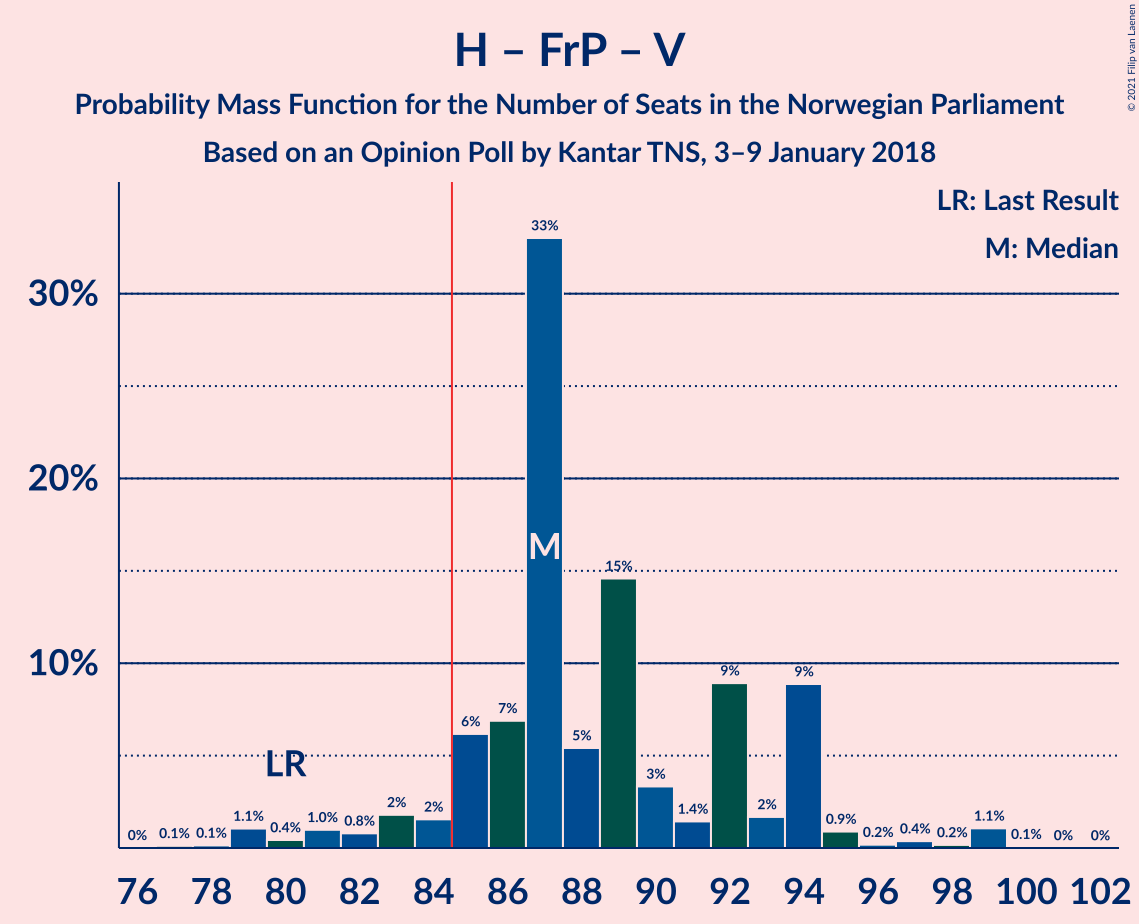 H – FrP – V
Probability Mass Function for the Number of Seats in the Norwegian Parliament
Based on an Opinion Poll by Kantar TNS, 3–9 January 2018
© 2021 Filip van Laenen
LR: Last Result
M: Median
30%
20%
10%
LR
M
0% 0.1% 0.1% 1.1% 0.4% 1.0% 0.8% 2% 2% 6% 7% 33% 5% 15% 3% 1.4% 9% 2% 9% 0.9% 0.2% 0.4% 0.2% 1.1% 0.1% 0% 0%
76 78 80 82 84 86 88 90 92 94 96 98 100 102